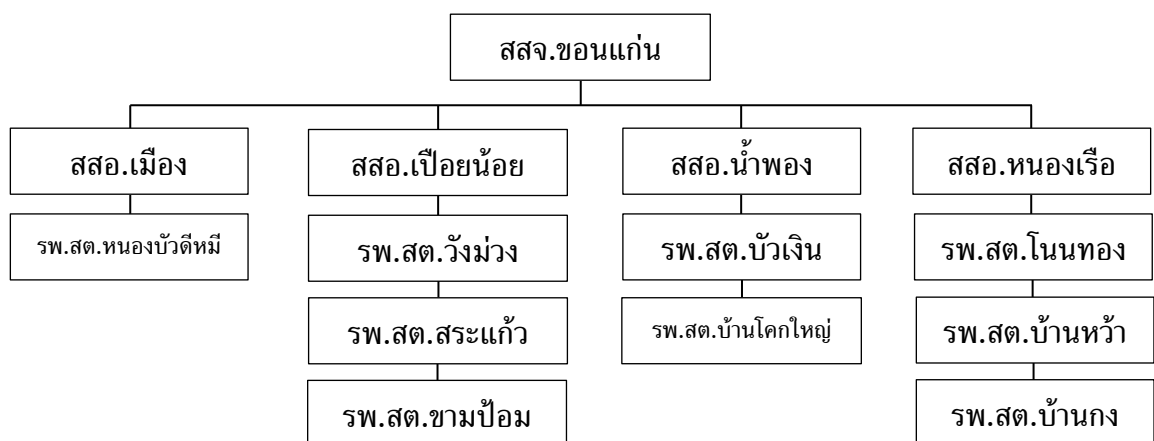 สสจ.ขอนแก่น
สสอ.เมือง
สสอ.เปือยน้อย
สสอ.น้ำพอง
สสอ.หนองเรือ
รพ.สต.หนองบัวดีหมี
รพ.สต.วังม่วง
รพ.สต.บัวเงิน
รพ.สต.โนนทอง
รพ.สต.สระแก้ว
รพ.สต.บ้านโคกใหญ่
รพ.สต.บ้านหว้า
รพ.สต.ขามป้อม
รพ.สต.บ้านกง